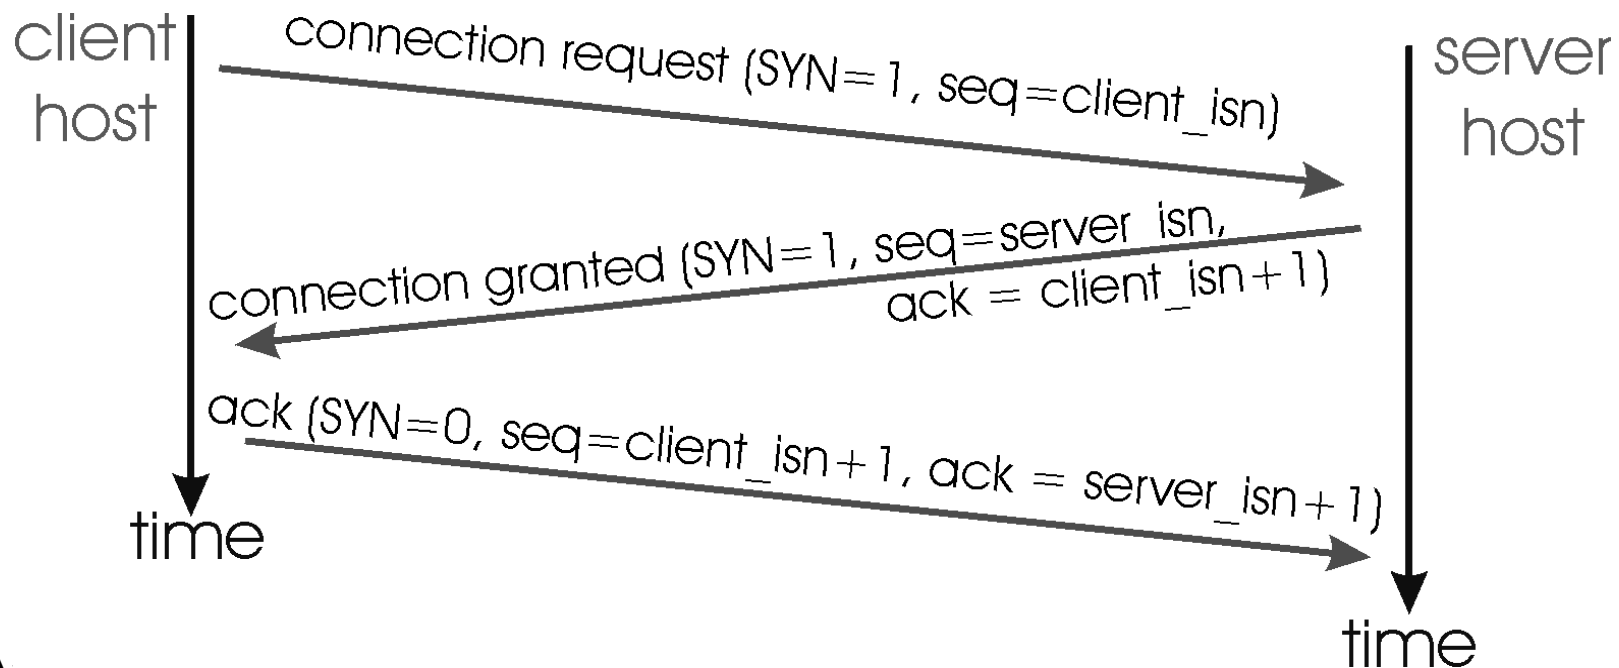 client
host
connection request (SYN=1, seq=client_isn)
server
host
connection granted (SYN=1, seq=server_isn,
ack = client_isn+1)
ack (SYN=0, seq=client_isn+1, ack = server_isn+1)
time
time